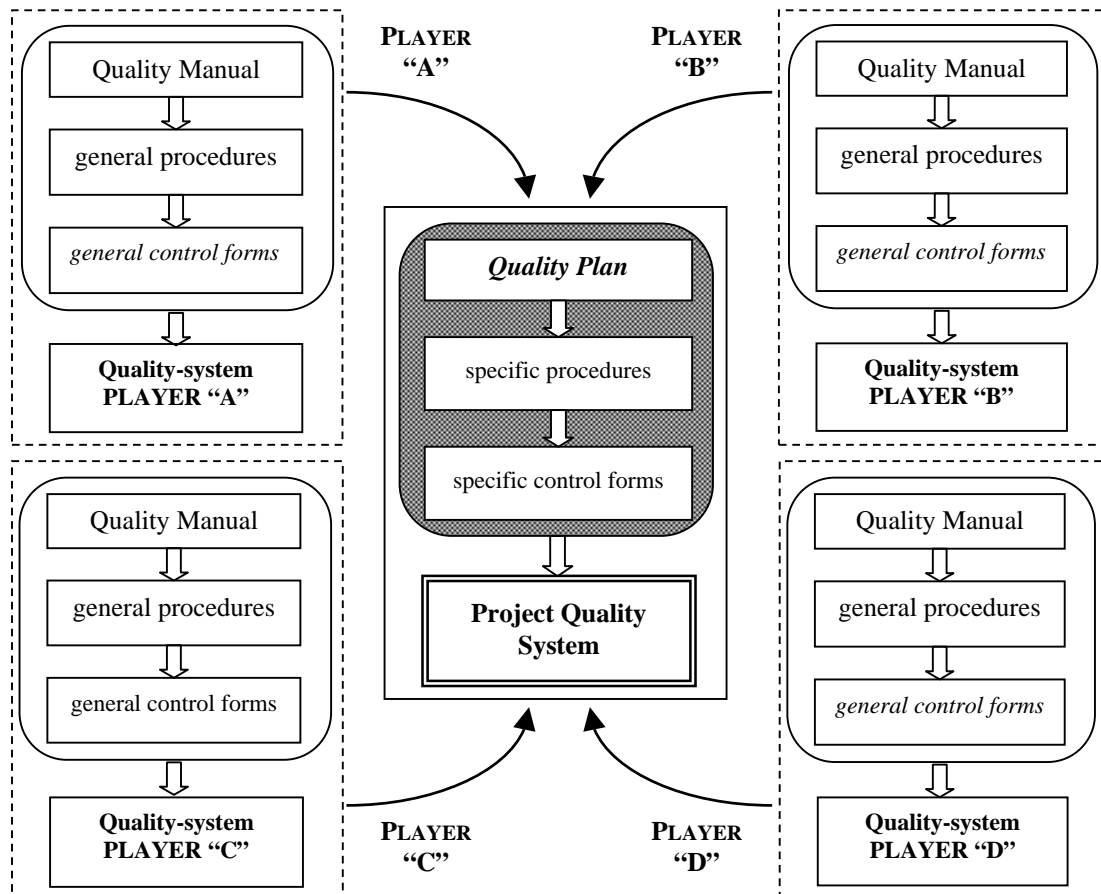 Quality Manual
general procedures
general control forms
Quality-system
PLAYER “A”
PLAYER
“A”
PLAYER
“B”
Quality Manual
general procedures
general control forms
Quality-system
PLAYER “B”
Quality Plan
specific procedures
specific control forms
Project Quality
System
Quality Manual
general procedures
general control forms
Quality-system
PLAYER “C”
PLAYER
“C”
PLAYER
“D”
Quality Manual
general procedures
general control forms
Quality-system
PLAYER “D”